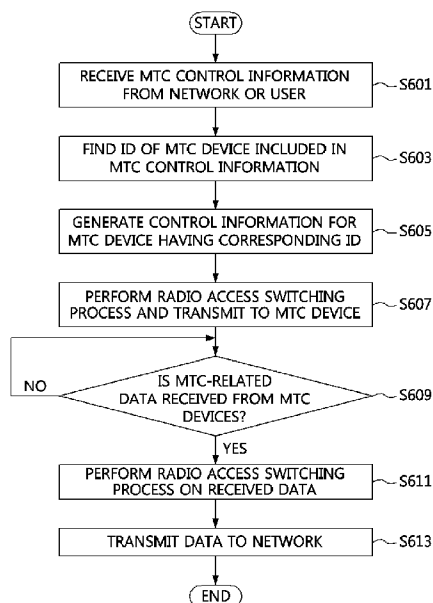 START
RECEIVE MTC CONTROL INFORMATION
FROM NETWORK OR USER
S601
FIND ID OF MTC DEVICE INCLUDED IN
MTC CONTROL INFORMATION
S603
GENERATE CONTROL INFORMATION FOR
MTC DEVICE HAVING CORRESPONDING ID
S605
PERFORM RADIO ACCESS SWITCHING
PROCESS AND TRANSMIT TO MTC DEVICE
S607
NO
IS MTC-RELATED
DATA RECEIVED FROM MTC
DEVICES?
S609
YES
PERFORM RADIO ACCESS SWITCHING
PROCESS ON RECEIVED DATA
S611
TRANSMIT DATA TO NETWORK
S613
END